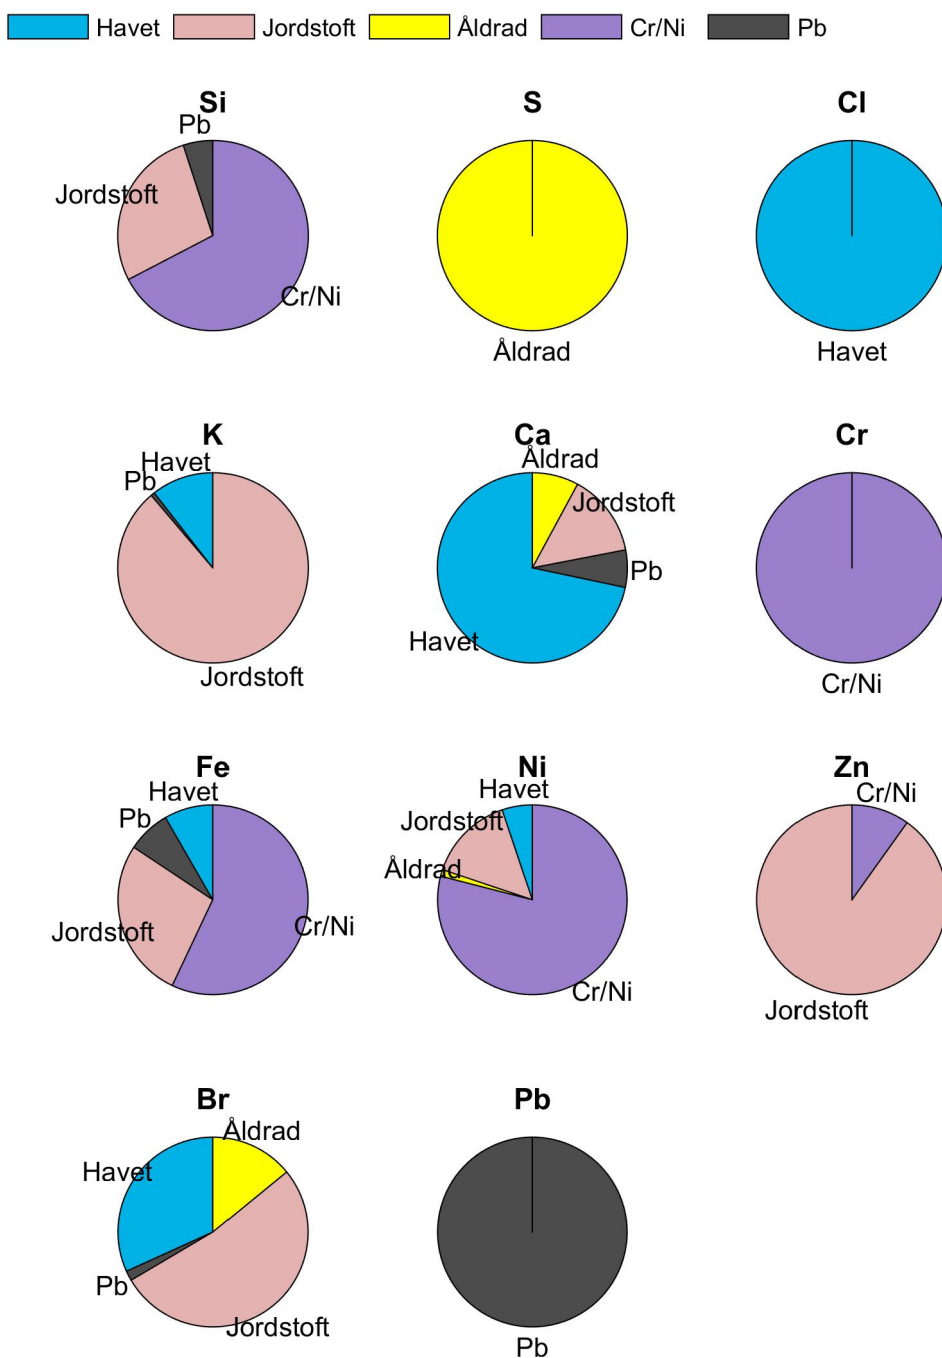 Havet Jordstoft Åldrad Cr/Ni Pb
Si
Pb
Jordstoft
Cr/Ni
S
Åldrad
Cl
Havet
K
Havet
Pb
Jordstoft
Ca
Åldrad
Jordstoft
Pb
Havet
Cr
Cr/Ni
Fe
Havet
Pb
Jordstoft
Cr/Ni
Ni
Havet
Jordstoft
Åldrad
Cr/Ni
Zn
Cr/Ni
Jordstoft
Br
Åldrad
Havet
Pb
Jordstoft
Pb
Pb